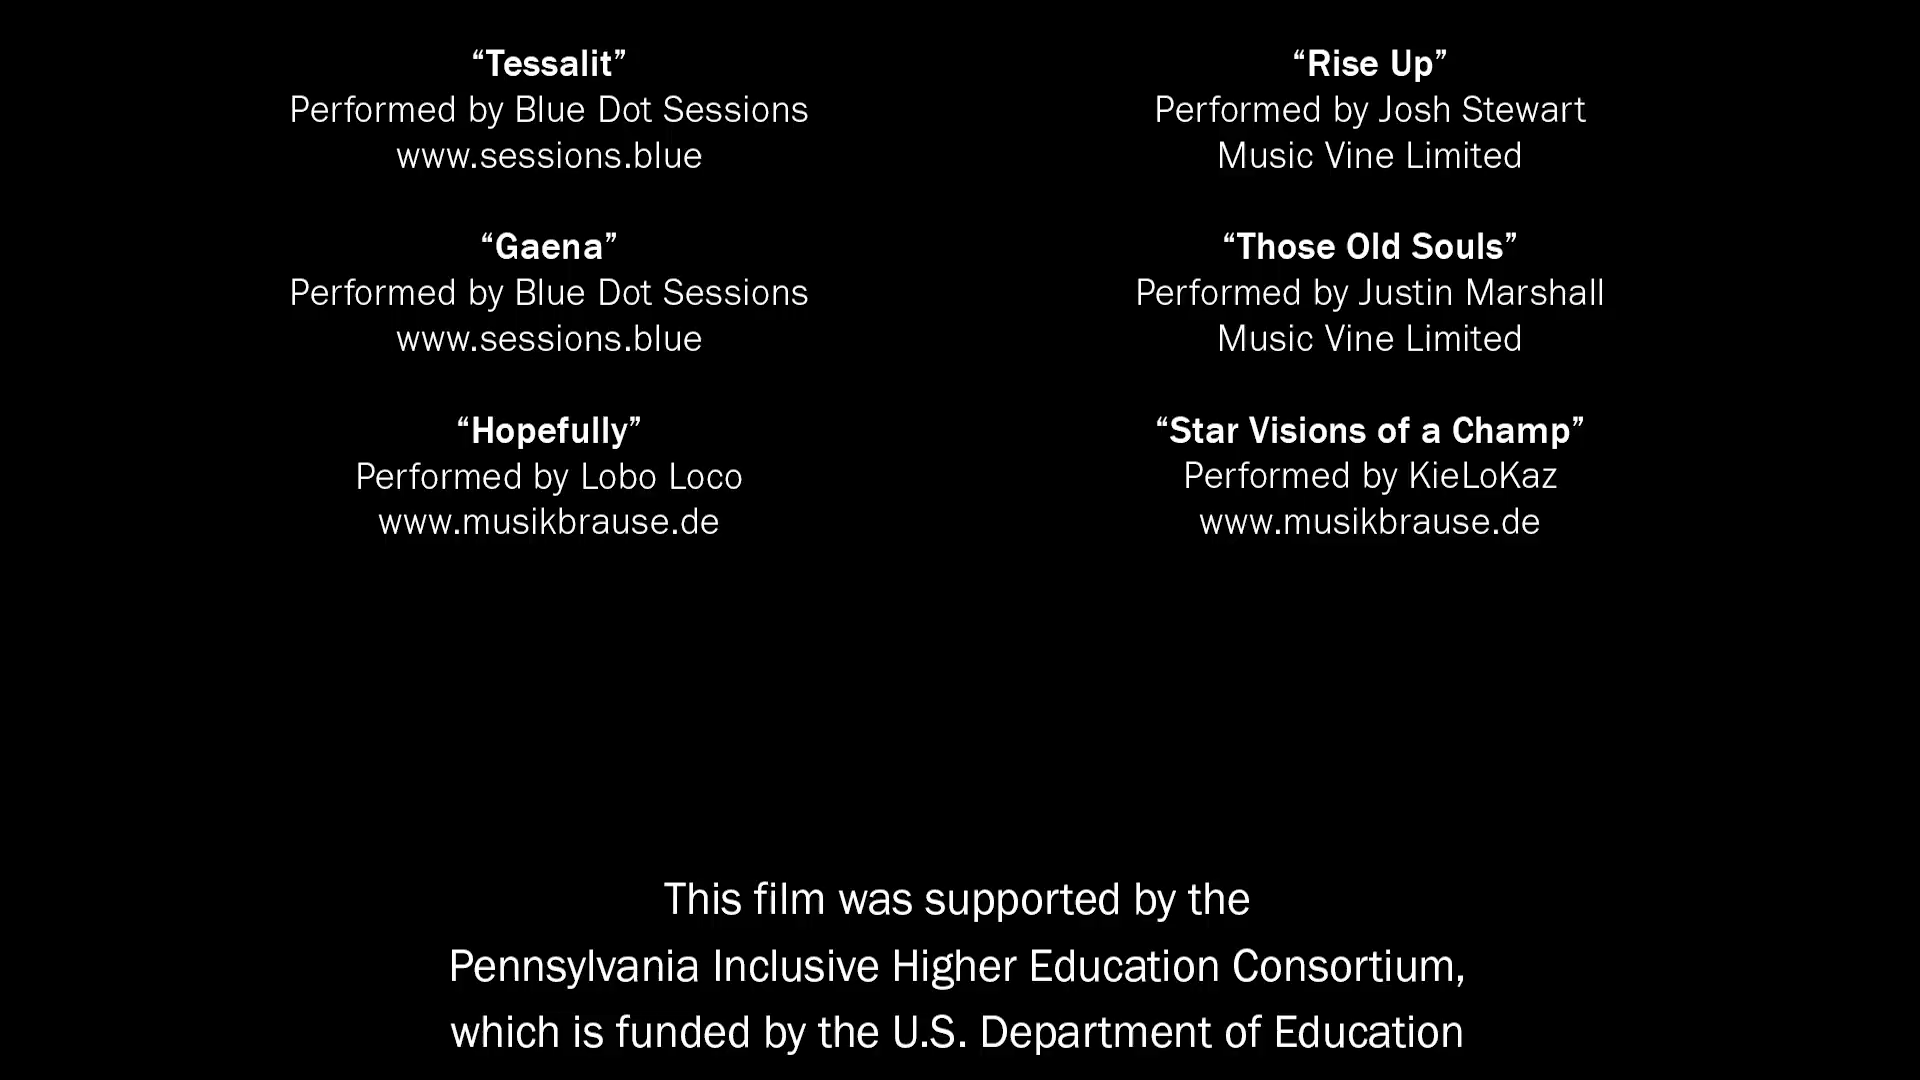 “Tessalit”
Performed by Blue Dot Sessions
www.sessions.blue
“Gaena”
Performed by Blue Dot Sessions
www.sessions.blue
“Hopefully”
Performed by Lobo Loco
www.musikbrause.de
“Rise Up”
Performed by Josh Stewart
Music Vine Limited
“Those Old Souls”
Performed by Justin Marshall
Music Vine Limited
“Star Visions of a Champ”
Performed by KieLoKaz
www.musikbrause.de
This film was supported by the
Pennsylvania Inclusive Higher Education Consortium,
which is funded by the U.S. Department of Education